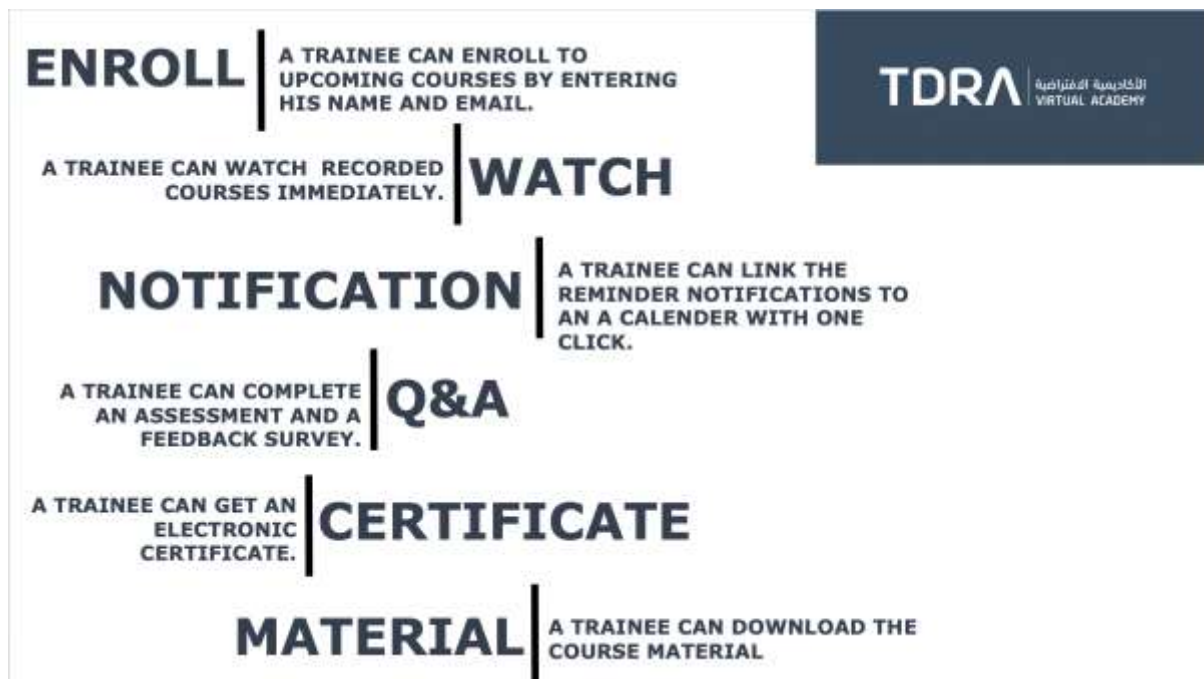 ENROLL
A TRAINEE CAN ENROLL TO
UPCOMING COURSES BY ENTERING
HIS NAME AND EMAIL.
TDRA
الأكاديمية الافتراضية
VIRTUAL ACADEMY
A TRAINEE CAN WATCH RECORDED
COURSES IMMEDIATELY.
WATCH
NOTIFICATION
A TRAINEE CAN LINK THE
REMINDER NOTIFICATIONS TO
AN A CALENDER WITH ONE
CLICK.
A TRAINEE CAN COMPLETE
AN ASSESSMENT AND A
FEEDBACK SURVEY.
Q&A
A TRAINEE CAN GET AN
ELECTRONIC
CERTIFICATE.
CERTIFICATE
MATERIAL
A TRAINEE CAN DOWNLOAD THE
COURSE MATERIAL